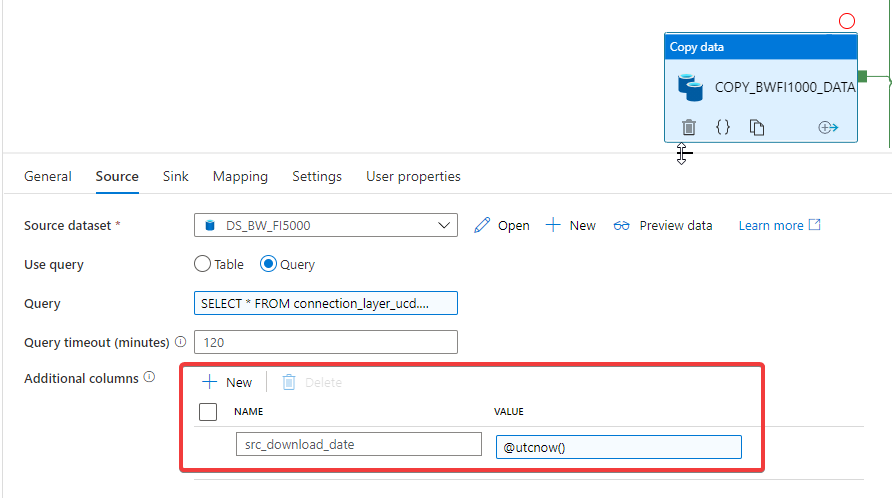 Copy data
COPY_BWFI1000_DATA
General Source Sink Mapping Settings User properties
Source dataset * DS_BW_FI5000 Open New Preview data Learn more
Use query Table Query
Query SELECT * FROM connection_layer_ucd....
Query timeout (minutes) 120
Additional columns New Delete
NAME VALUE
src_download_date @utcnow()